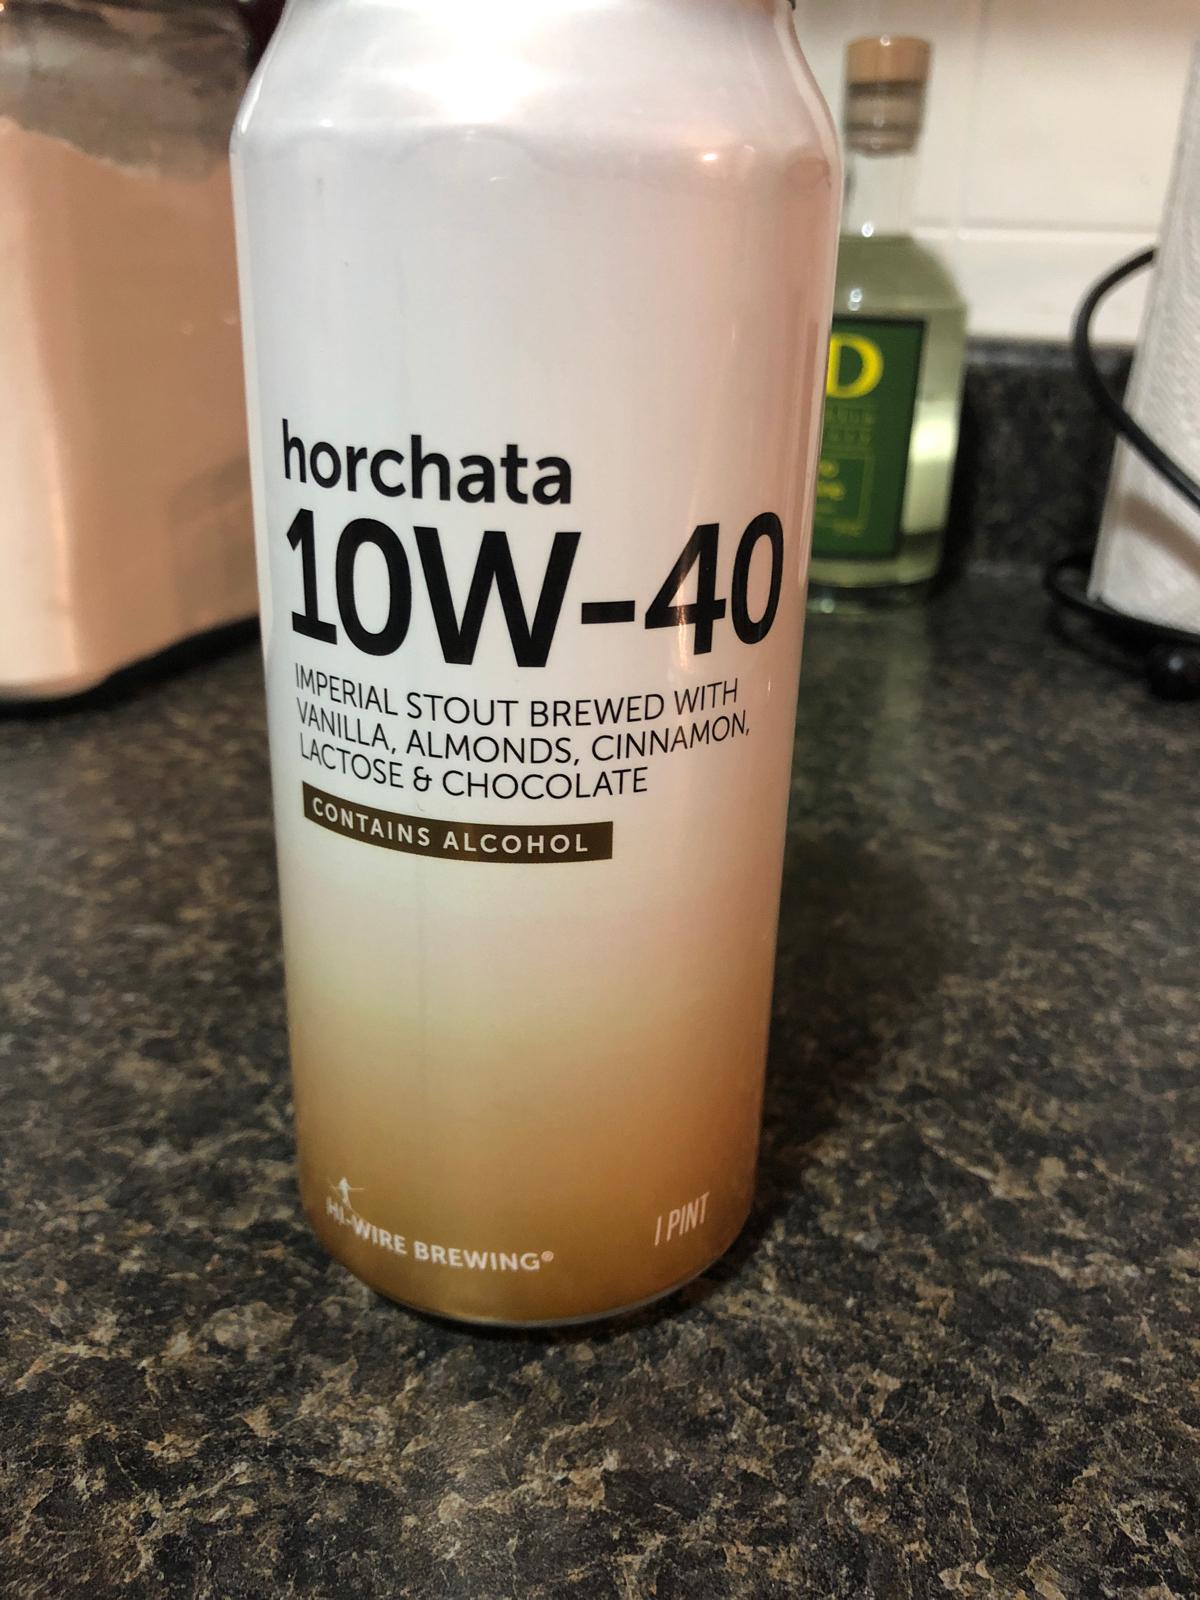 horchata
10W-40
IMPERIAL STOUT BREWED WITH
VANILLA, ALMONDS, CINNAMON,
LACTOSE & CHOCOLATE
CONTAINS ALCOHOL
HI-WIRE BREWING®
1 PINT
D